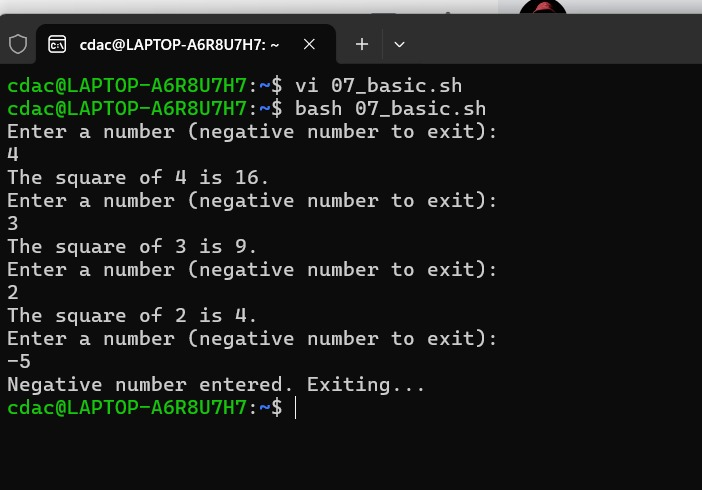 cdac@LAPTOP-A6R8U7H7: ~
cdac@LAPTOP-A6R8U7H7:~$ vi 07_basic.sh
cdac@LAPTOP-A6R8U7H7:~$ bash 07_basic.sh
Enter a number (negative number to exit):
4
The square of 4 is 16.
Enter a number (negative number to exit):
3
The square of 3 is 9.
Enter a number (negative number to exit):
2
The square of 2 is 4.
Enter a number (negative number to exit):
-5
Negative number entered. Exiting...
cdac@LAPTOP-A6R8U7H7:~$